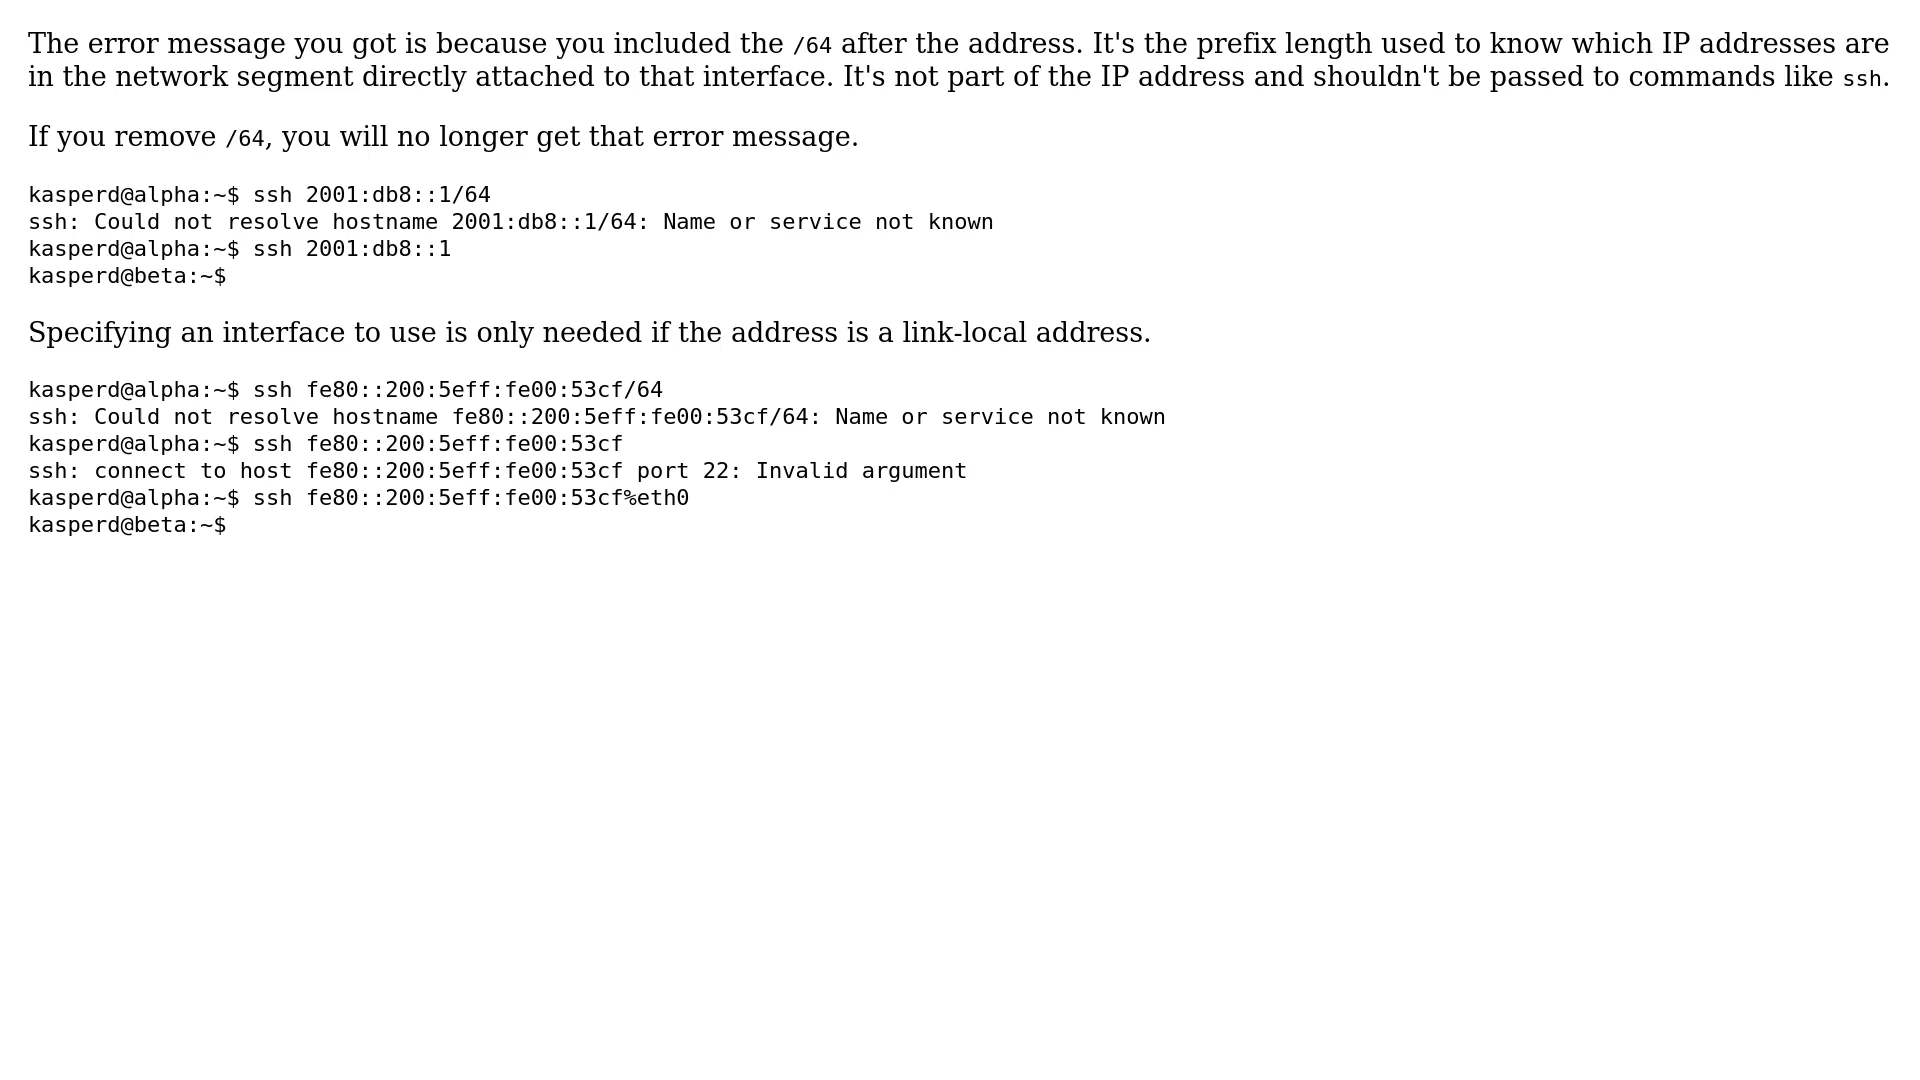 The error message you got is because you included the /64 after the address. It's the prefix length used to know which IP addresses are
in the network segment directly attached to that interface. It's not part of the IP address and shouldn't be passed to commands like ssh.
If you remove /64, you will no longer get that error message.
kasperd@alpha:~$ ssh 2001:db8::1/64
ssh: Could not resolve hostname 2001:db8::1/64: Name or service not known
kasperd@alpha:~$ ssh 2001:db8::1
kasperd@beta:~$
Specifying an interface to use is only needed if the address is a link-local address.
kasperd@alpha:~$ ssh fe80::200:5eff:fe00:53cf/64
ssh: Could not resolve hostname fe80::200:5eff:fe00:53cf/64: Name or service not known
kasperd@alpha:~$ ssh fe80::200:5eff:fe00:53cf
ssh: connect to host fe80::200:5eff:fe00:53cf port 22: Invalid argument
kasperd@alpha:~$ ssh fe80::200:5eff:fe00:53cf%eth0
kasperd@beta:~$